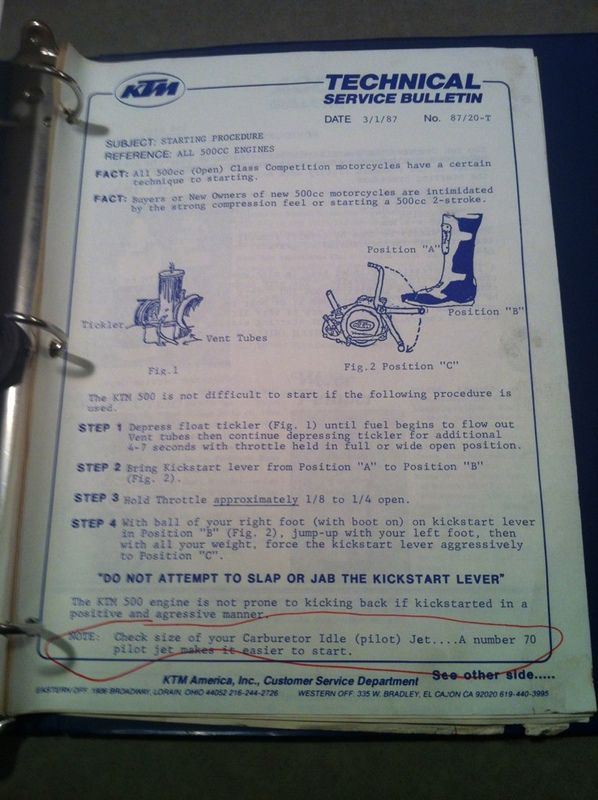 KTM
TECHNICAL
SERVICE BULLETIN
DATE 3/1/87 No. 87/20-T
SUBJECT: STARTING PROCEDURE
REFERENCE: ALL 500CC ENGINES
FACT: All 500cc (Open) Class Competition motorcycles have a certain
technique to starting.
FACT: Buyers or New Owners of new 500cc motorcycles are intimidated
by the strong compression feel or starting a 500cc 2-stroke.
Position "A"
Position "B"
Tickler
Vent Tubes
Fig.1
Fig.2 Position "C"
The KTM 500 is not difficult to start if the following procedure is
used.
STEP 1 Depress float tickler (Fig. 1) until fuel begins to flow out
Vent tubes then continue depressing tickler for additional
4-7 seconds with throttle held in full or wide open position.
STEP 2 Bring Kickstart lever from Position "A" to Position "B"
(Fig. 2).
STEP 3 Hold Throttle approximately 1/8 to 1/4 open.
STEP 4 With ball of your right foot (with boot on) on kickstart lever
in Position "B" (Fig. 2), jump-up with your left foot, then
with all your weight, force the kickstart lever aggressively
to Position "C".
"DO NOT ATTEMPT TO SLAP OR JAB THE KICKSTART LEVER"
The KTM 500 engine is not prone to kicking back if kickstarted in a
positive and agressive manner.
NOTE: Check size of your Carburetor Idle (pilot) Jet....A number 70
pilot jet makes it easier to start.
See other side.....
KTM America, Inc., Customer Service Department
EASTERN OFF: 1906 BROADWAY, LORAIN, OHIO 44052 216-244-2726 WESTERN OFF: 335 W. BRADLEY, EL CAJON CA 92020 619-440-3995